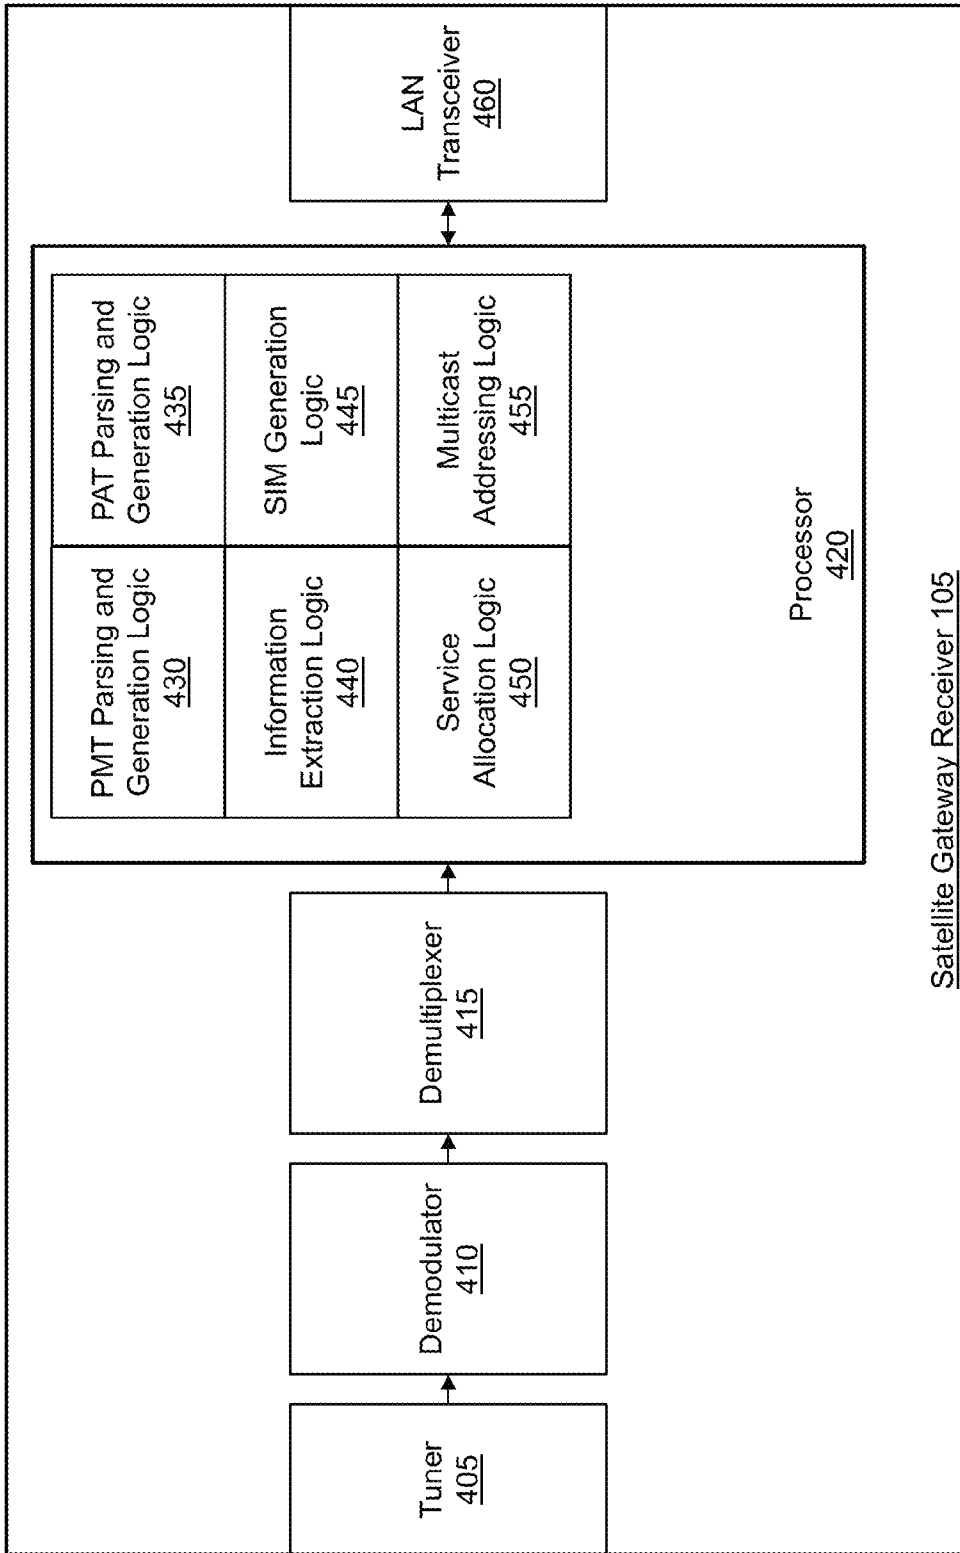 Tuner
405
Demodulator
410
Demultiplexer
415
PMT Parsing and
Generation Logic
430
PAT Parsing and
Generation Logic
435
Information
Extraction Logic
440
SIM Generation
Logic
445
Service
Allocation Logic
450
Multicast
Addressing Logic
455
Processor
420
LAN
Transceiver
460
Satellite Gateway Receiver 105